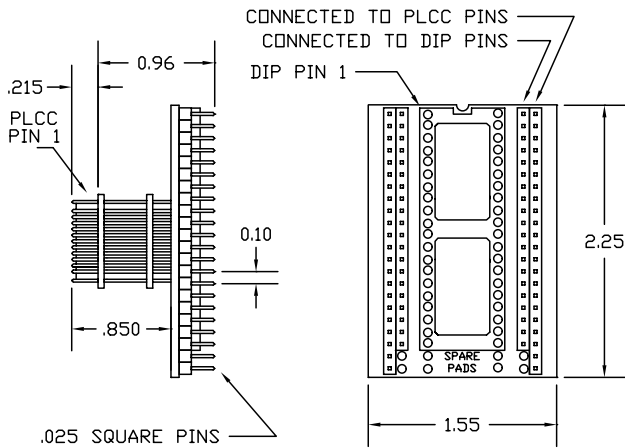 CONNECTED TO PLCC PINS
CONNECTED TO DIP PINS
0.96
DIP PIN 1
.215
PLCC
PIN 1
0.10
2.25
.850
SPARE
PADS
1.55
.025 SQUARE PINS